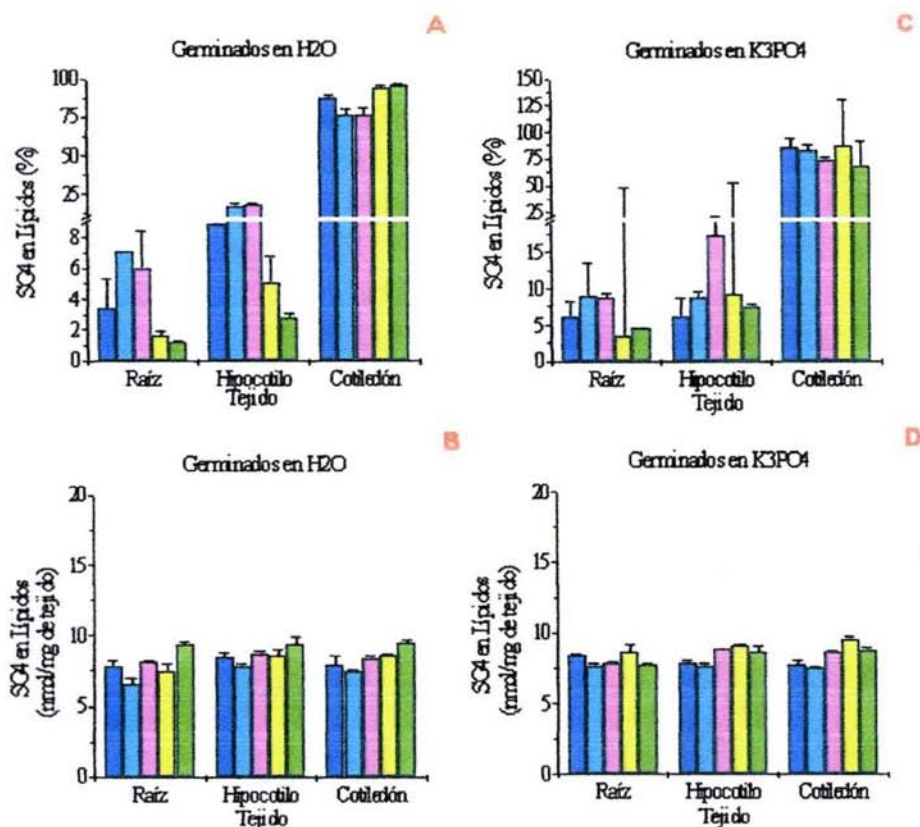 A
Germinados en H2O
SO4 en Lípidos (%)
100
75
50
25
8
6
4
2
0
Raíz Hipocotilo Cotiledón
Tejido
C
Germinados en K3PO4
SO4 en Lípidos (%)
150
125
100
75
50
25
15
10
5
0
Raíz Hipocotilo Cotiledón
Tejido
B
Germinados en H2O
SO4 en Lípidos
(nmol/mg de tejido)
20
15
10
5
0
Raíz Hipocotilo Cotiledón
Tejido
D
Germinados en K3PO4
SO4 en Lípidos
(nmol/mg de tejido)
20
15
10
5
0
Raíz Hipocotilo Cotiledón
Tejido